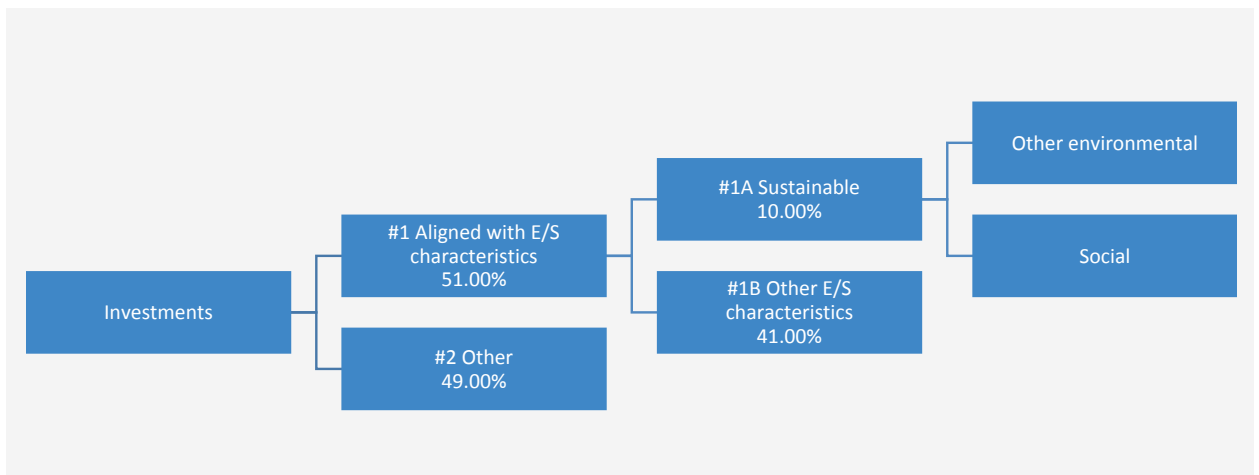 Investments
#1 Aligned with E/S
characteristics
51.00%
#2 Other
49.00%
#1A Sustainable
10.00%
#1B Other E/S
characteristics
41.00%
Other environmental
Social